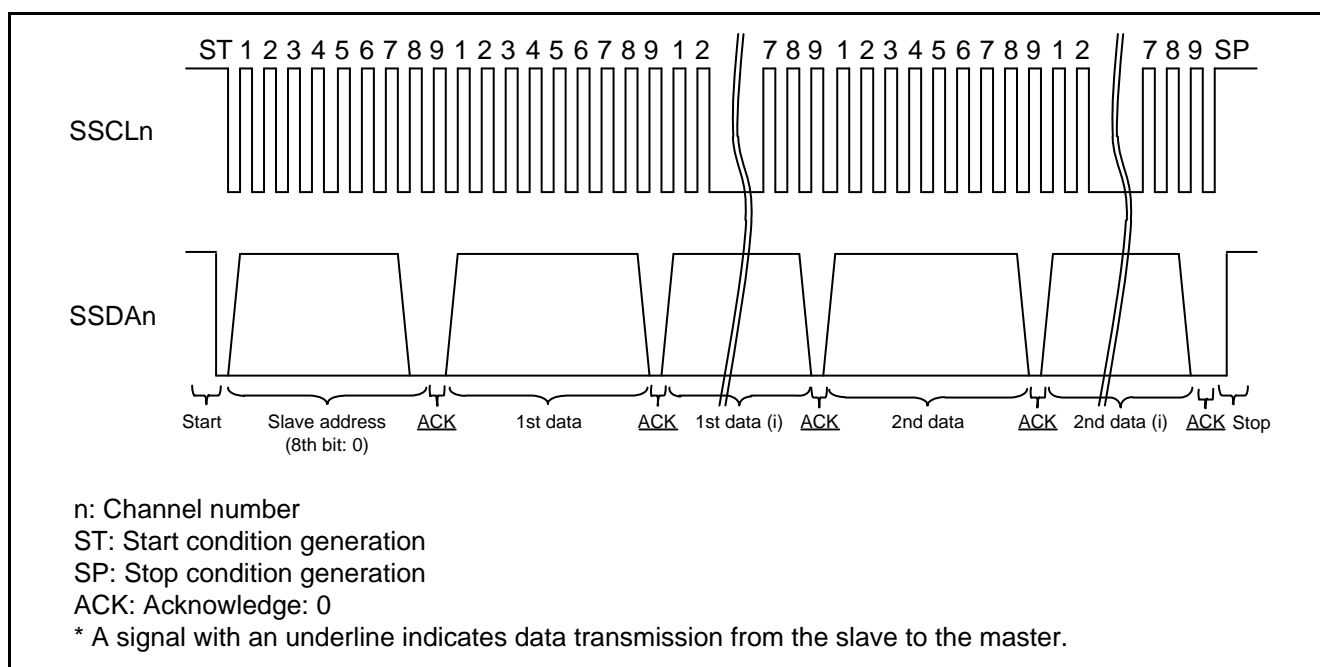 ST 1 2 3 4 5 6 7 8 9 1 2 3 4 5 6 7 8 9 1 2 7 8 9 1 2 3 4 5 6 7 8 9 1 2 7 8 9 SP
SSCLn
SSDAn
Start Slave address ACK 1st data ACK 1st data (i) ACK 2nd data ACK 2nd data (i) ACK Stop
(8th bit: 0)
n: Channel number
ST: Start condition generation
SP: Stop condition generation
ACK: Acknowledge: 0
* A signal with an underline indicates data transmission from the slave to the master.